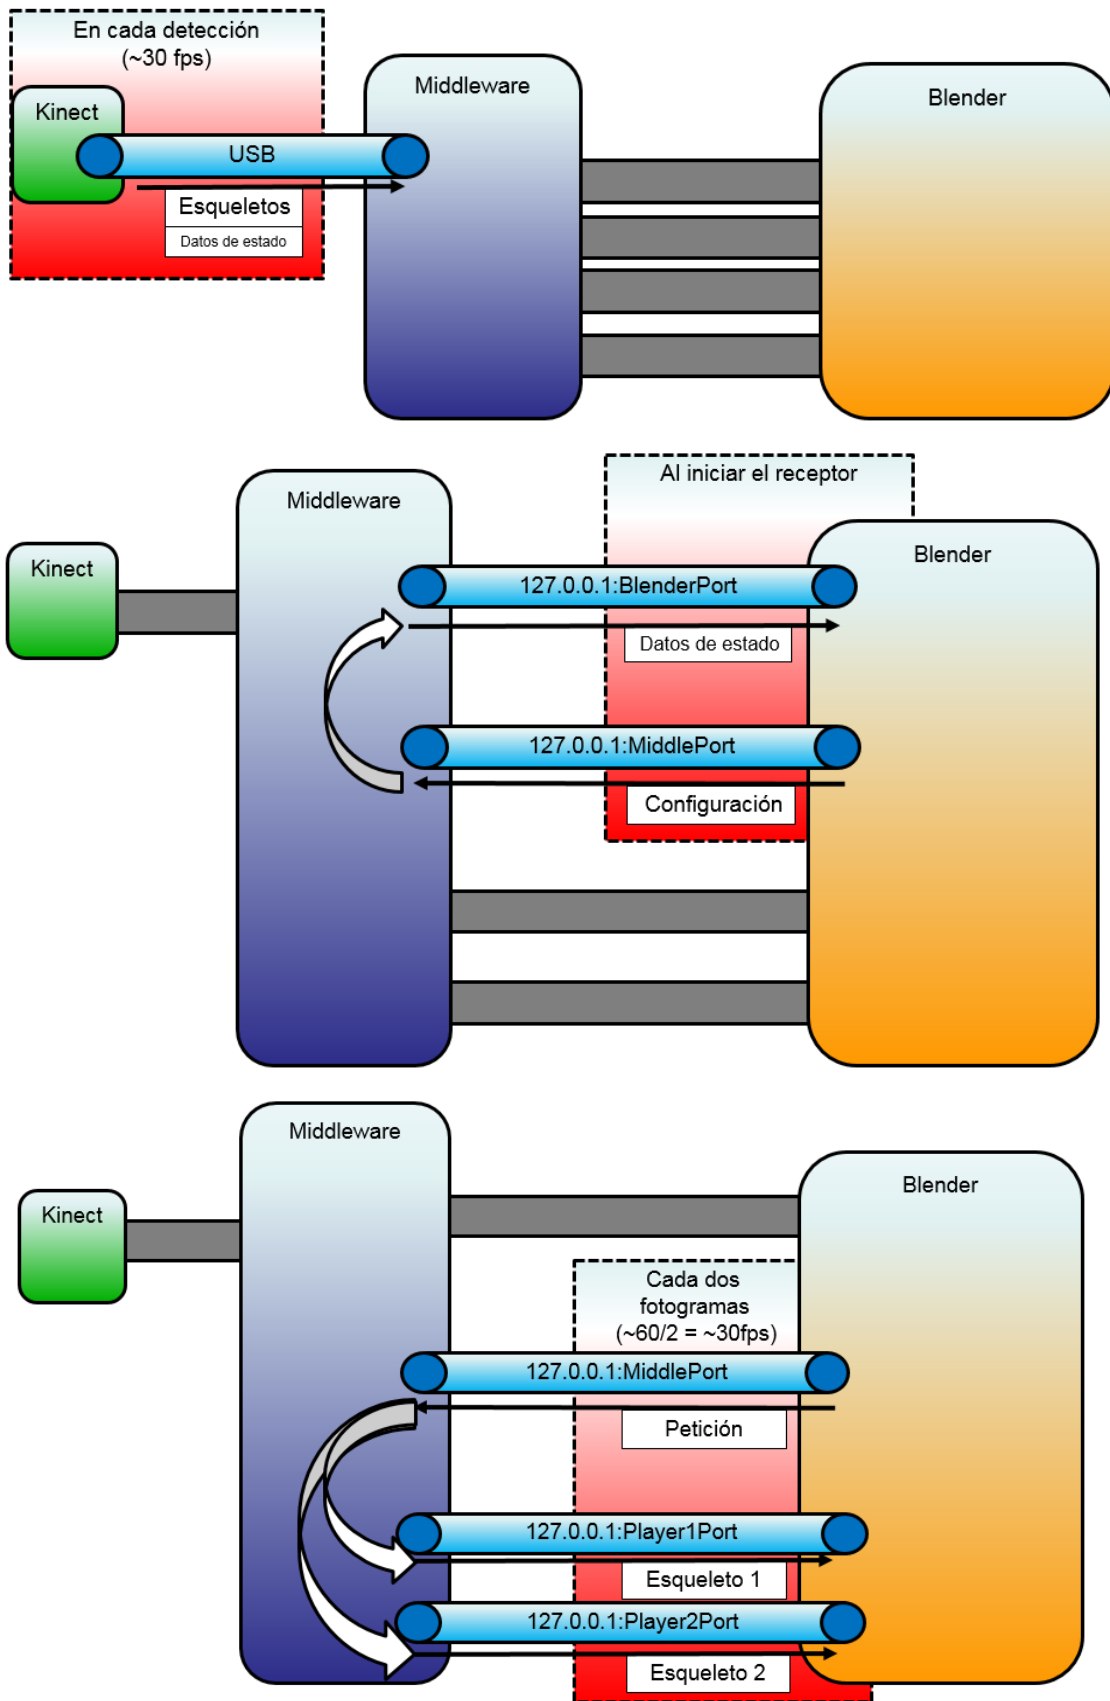 En cada detección
(~30 fps)
Kinect
Middleware
Blender
USB
Esqueletos
Datos de estado
Al iniciar el receptor
Middleware
Kinect
Blender
127.0.0.1:BlenderPort
Datos de estado
127.0.0.1:MiddlePort
Configuración
Middleware
Kinect
Blender
Cada dos
fotogramas
(~60/2 = ~30fps)
127.0.0.1:MiddlePort
Petición
127.0.0.1:Player1Port
Esqueleto 1
127.0.0.1:Player2Port
Esqueleto 2